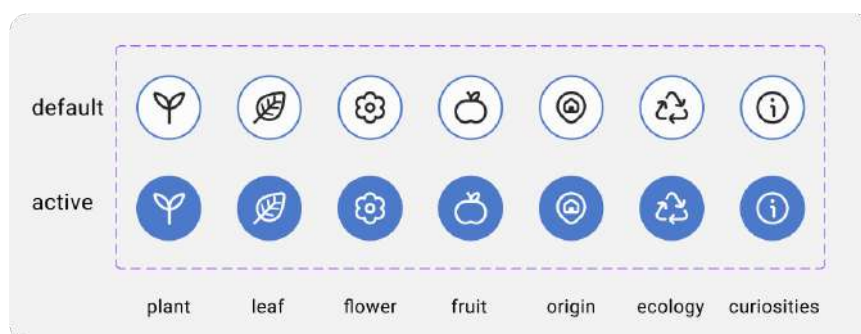 default
active
plant leaf flower fruit origin ecology curiosities